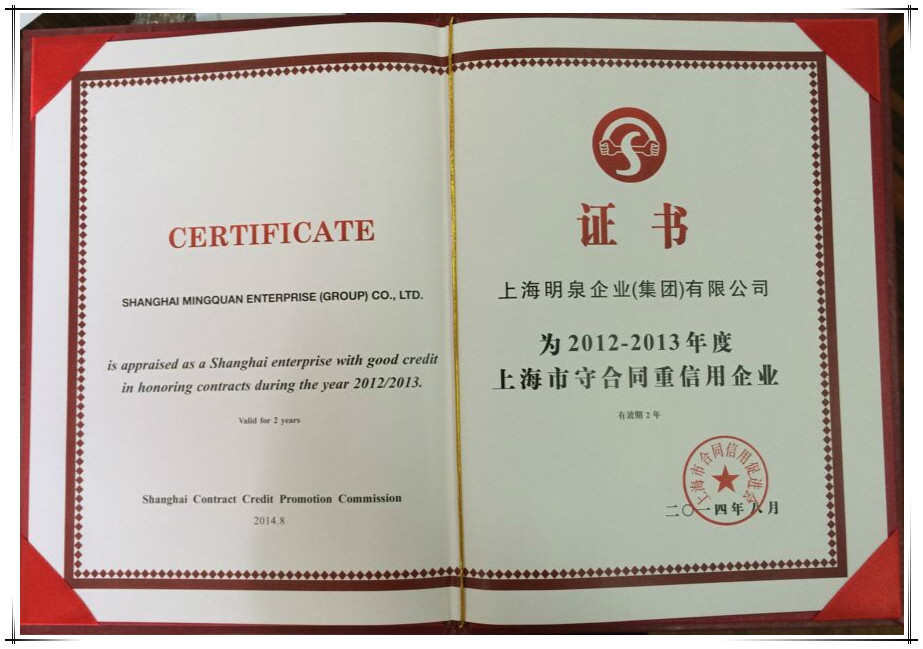 CERTIFICATE
SHANGHAI MINGQUAN ENTERPRISE (GROUP) CO., LTD.
is appraised as a Shanghai enterprise with good credit
in honoring contracts during the year 2012/2013.
Valid for 2 years
Shanghai Contract Credit Promotion Commission
2014.8
证书
上海明泉企业(集团)有限公司
为2012-2013年度
上海市守合同重信用企业
有效期2年
上海市合同信用促进会
二〇一四年八月